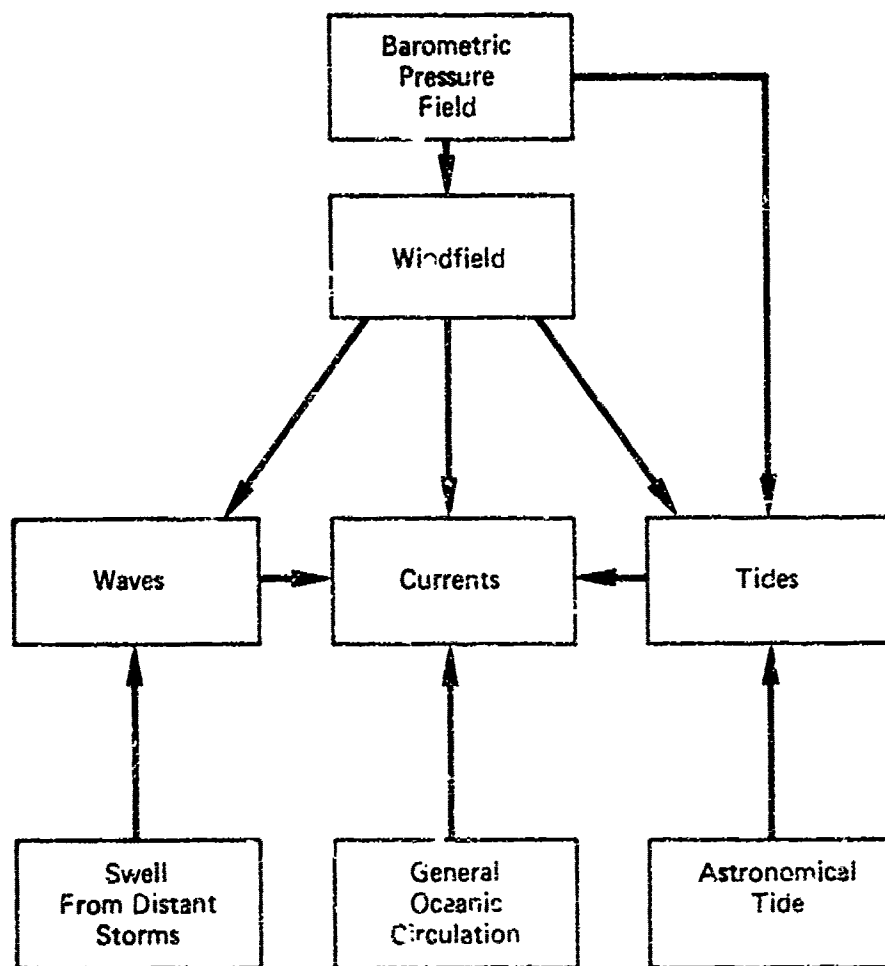 Barometric
Pressure
Field
Windfield
Waves
Currents
Tides
Swell
From Distant
Storms
General
Oceanic
Circulation
Astronomical
Tide